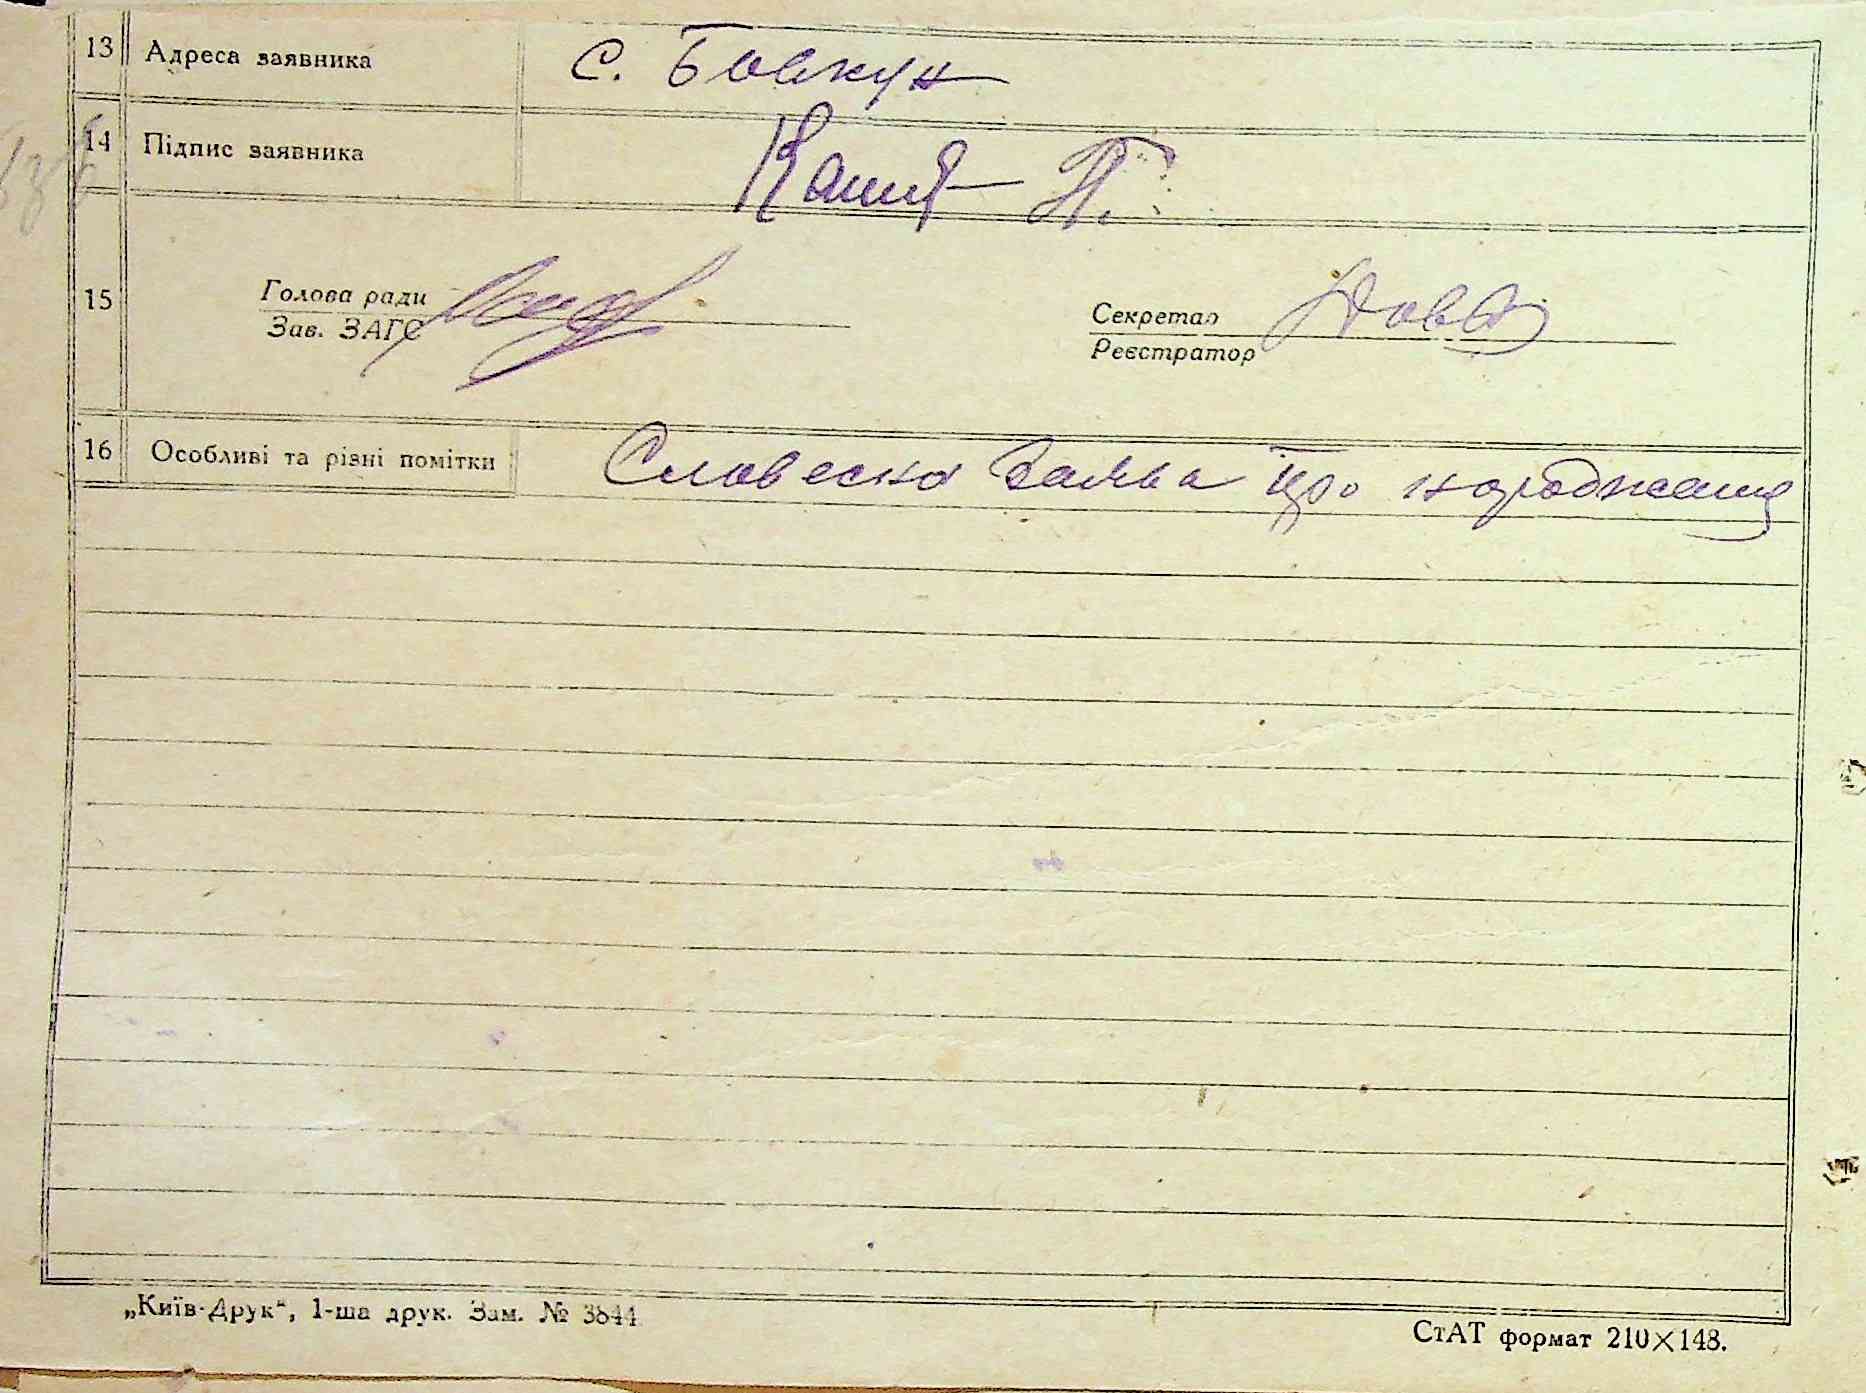 13 Адреса заявника с. Бовкун
14 Підпис заявника
15 Голова ради Секретар
Зав. ЗАГС Реєстратор
16 Особливі та різні помітки Словесна заява про народження
„Київ-Друк“, 1-ша друк. Зам. № 3844
СтАТ формат 210×148.